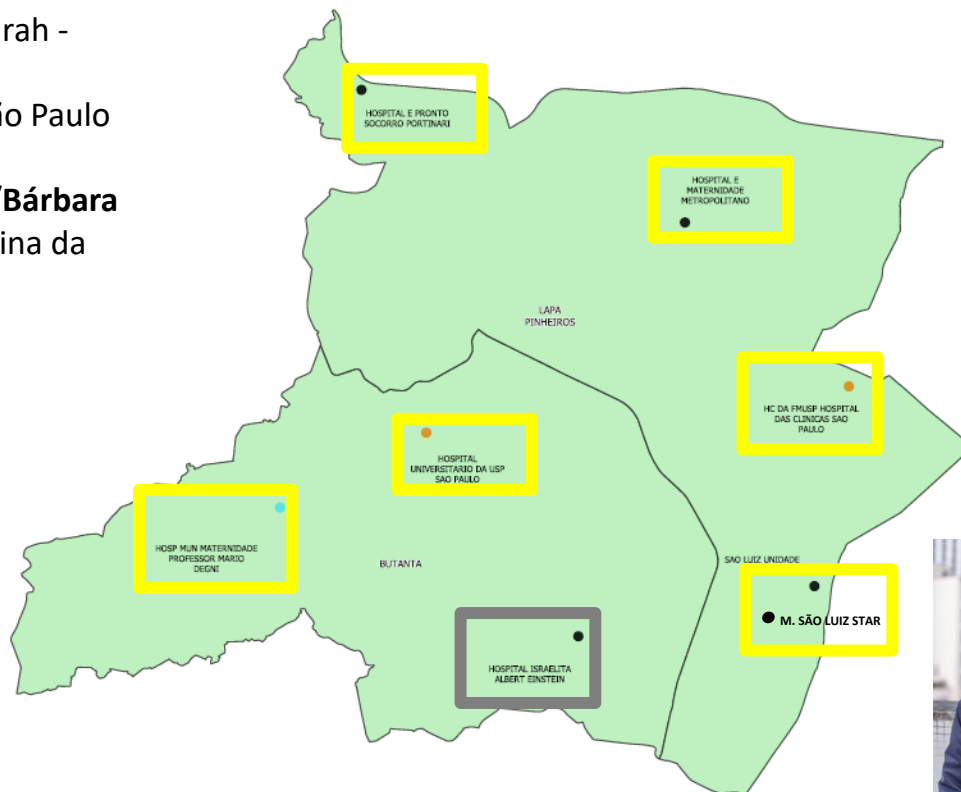 rah -
ão Paulo
/Bárbara
ina da
HOSPITAL E PRONTO
SOCORRO PORTINARI
HOSPITAL E
MATERNIDADE
METROPOLITANO
LAPA
PINHEIROS
HC DA FMUSP HOSPITAL
DAS CLINICAS SAO
PAULO
HOSPITAL
UNIVERSITARIO DA USP
SAO PAULO
HOSP MUN MATERNIDADE
PROFESSOR MARIO
DEGNI
BUTANTA
SAO LUIZ UNIDADE
M. SÃO LUIZ STAR
HOSPITAL ISRAELITA
ALBERT EINSTEIN